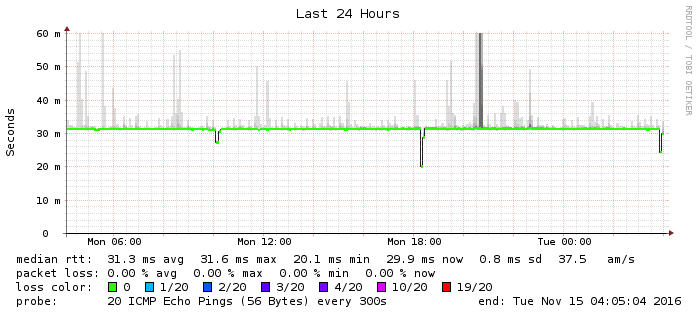 Last 24 Hours
RRDTOOL / TOBI OETIKER
Seconds
60 m
50 m
40 m
30 m
20 m
10 m
0
Mon 06:00 Mon 12:00 Mon 18:00 Tue 00:00
median rtt: 31.3 ms avg 31.6 ms max 20.1 ms min 29.9 ms now 0.8 ms sd 37.5 am/s
packet loss: 0.00 % avg 0.00 % max 0.00 % min 0.00 % now
loss color: 0 1/20 2/20 3/20 4/20 10/20 19/20
probe: 20 ICMP Echo Pings (56 Bytes) every 300s end: Tue Nov 15 04:05:04 2016